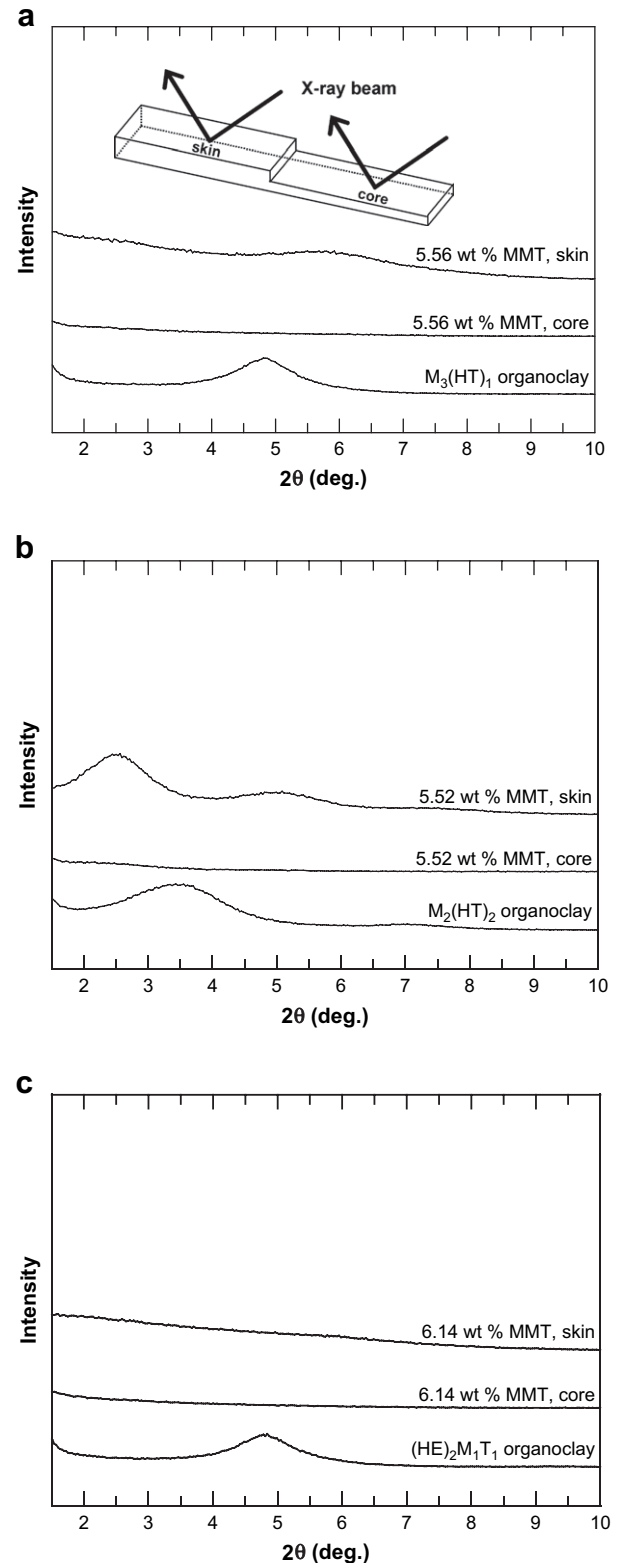 a
X-ray beam
skin
core
5.56 wt % MMT, skin
5.56 wt % MMT, core
M₃(HT)₁ organoclay
Intensity
2 3 4 5 6 7 8 9 10
2θ (deg.)
b
5.52 wt % MMT, skin
5.52 wt % MMT, core
M₂(HT)₂ organoclay
Intensity
2 3 4 5 6 7 8 9 10
2θ (deg.)
c
6.14 wt % MMT, skin
6.14 wt % MMT, core
(HE)₂M₁T₁ organoclay
Intensity
2 3 4 5 6 7 8 9 10
2θ (deg.)